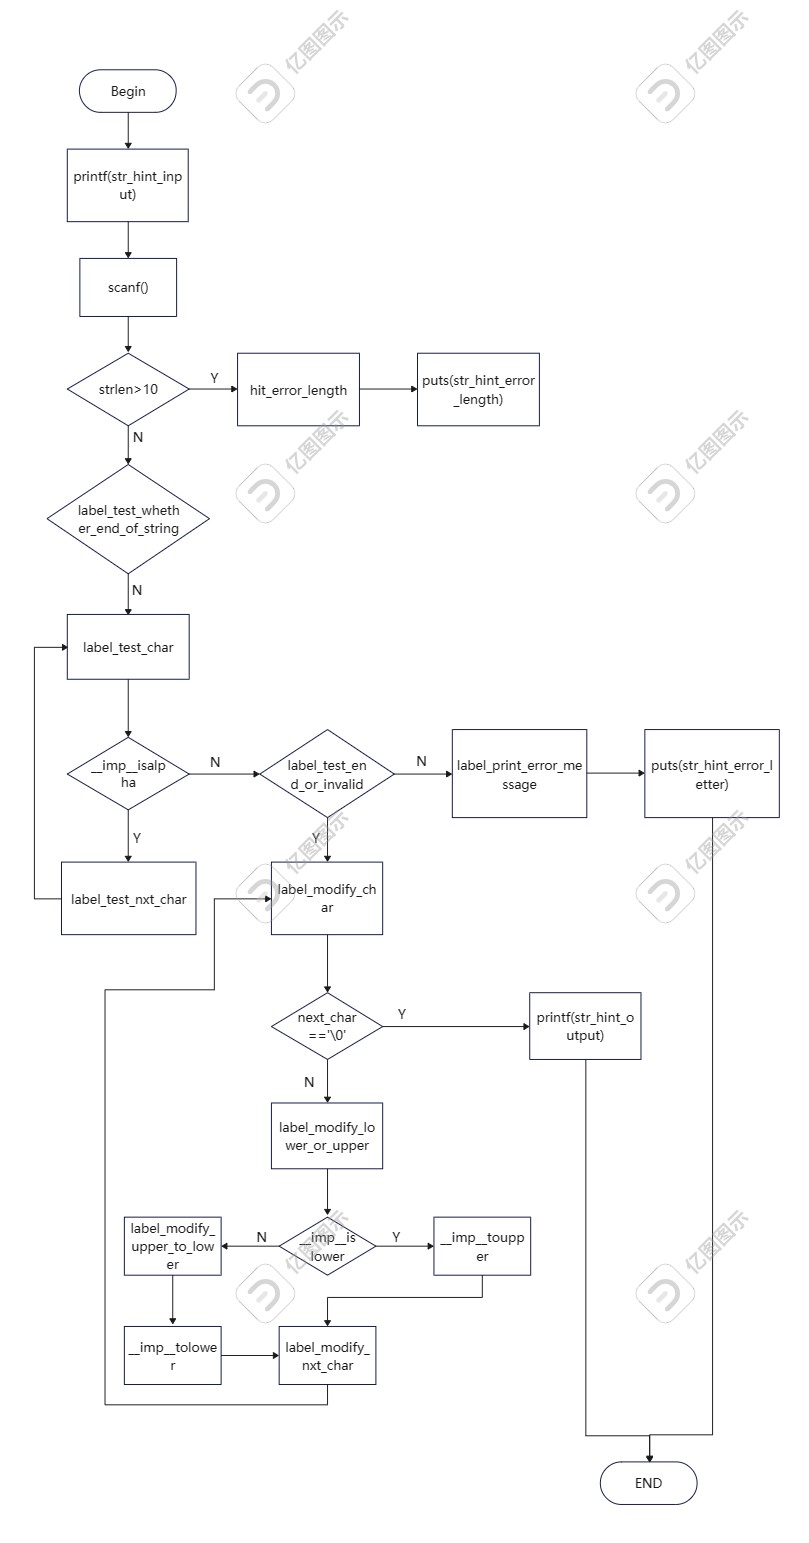 亿图图示
亿图图示
Begin
printf(str_hint_inp
ut)
scanf()
strlen>10
Y
hit_error_length
puts(str_hint_error
_length)
N
亿图图示
亿图图示
label_test_wheth
er_end_of_string
N
label_test_char
__imp__isalp
ha
N
label_test_en
d_or_invalid
N
label_print_error_me
ssage
puts(str_hint_error_l
etter)
Y
Y
亿图图示
亿图图示
label_test_nxt_char
label_modify_ch
ar
next_char
=='\0'
Y
printf(str_hint_o
utput)
N
label_modify_lo
wer_or_upper
亿图图示
亿图图示
label_modify_
upper_to_low
er
N
__imp__is
lower
Y
__imp__toupp
er
__imp__towlowe
r
label_modify_
nxt_char
END